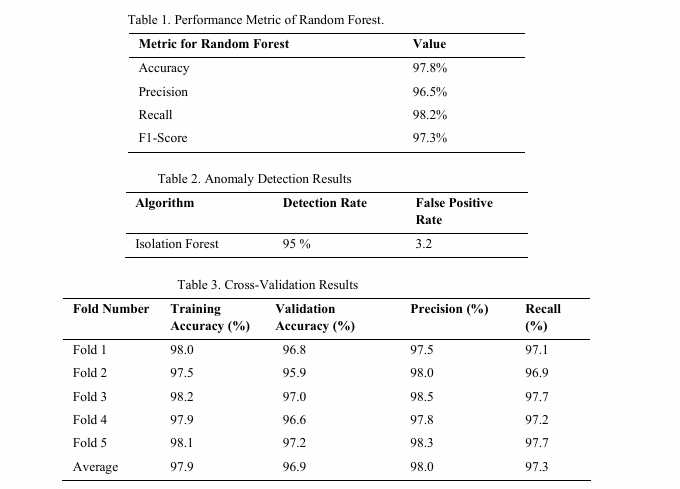 Table 1. Performance Metric of Random Forest.
Metric for Random Forest Value
Accuracy 97.8%
Precision 96.5%
Recall 98.2%
F1-Score 97.3%
Table 2. Anomaly Detection Results
Algorithm Detection Rate False Positive
Rate
Isolation Forest 95 % 3.2
Table 3. Cross-Validation Results
Fold Number Training Validation Precision (%) Recall
Accuracy (%) Accuracy (%) (%)
Fold 1 98.0 96.8 97.5 97.1
Fold 2 97.5 95.9 98.0 96.9
Fold 3 98.2 97.0 98.5 97.7
Fold 4 97.9 96.6 97.8 97.2
Fold 5 98.1 97.2 98.3 97.7
Average 97.9 96.9 98.0 97.3